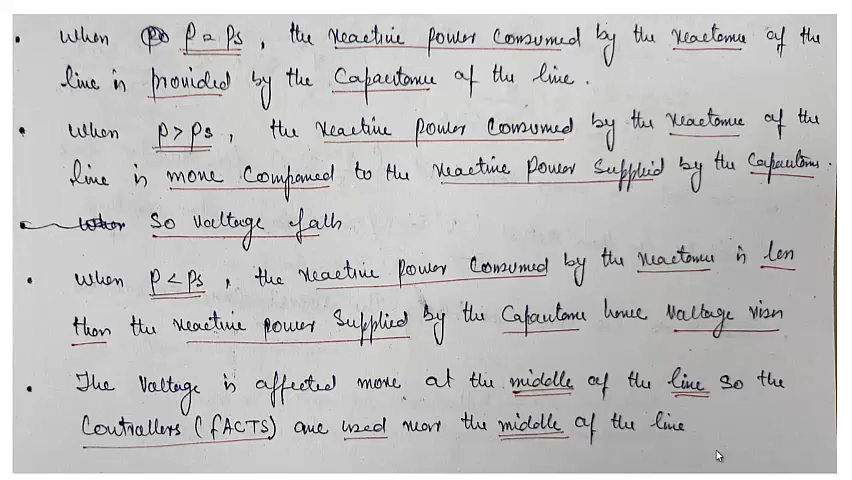 • When P = Ps, the reactive power consumed by the reactance of the
line is provided by the Capacitance of the line.
• When P > Ps, the reactive power consumed by the reactance of the
line is more compared to the reactive power supplied by the Capacitance.
So Voltage falls
• When P < Ps, the reactive power consumed by the reactance is less
than the reactive power supplied by the Capacitance hence Voltage rises
• The Voltage is affected more at the middle of the line so the
Controllers (FACTS) are used near the middle of the line